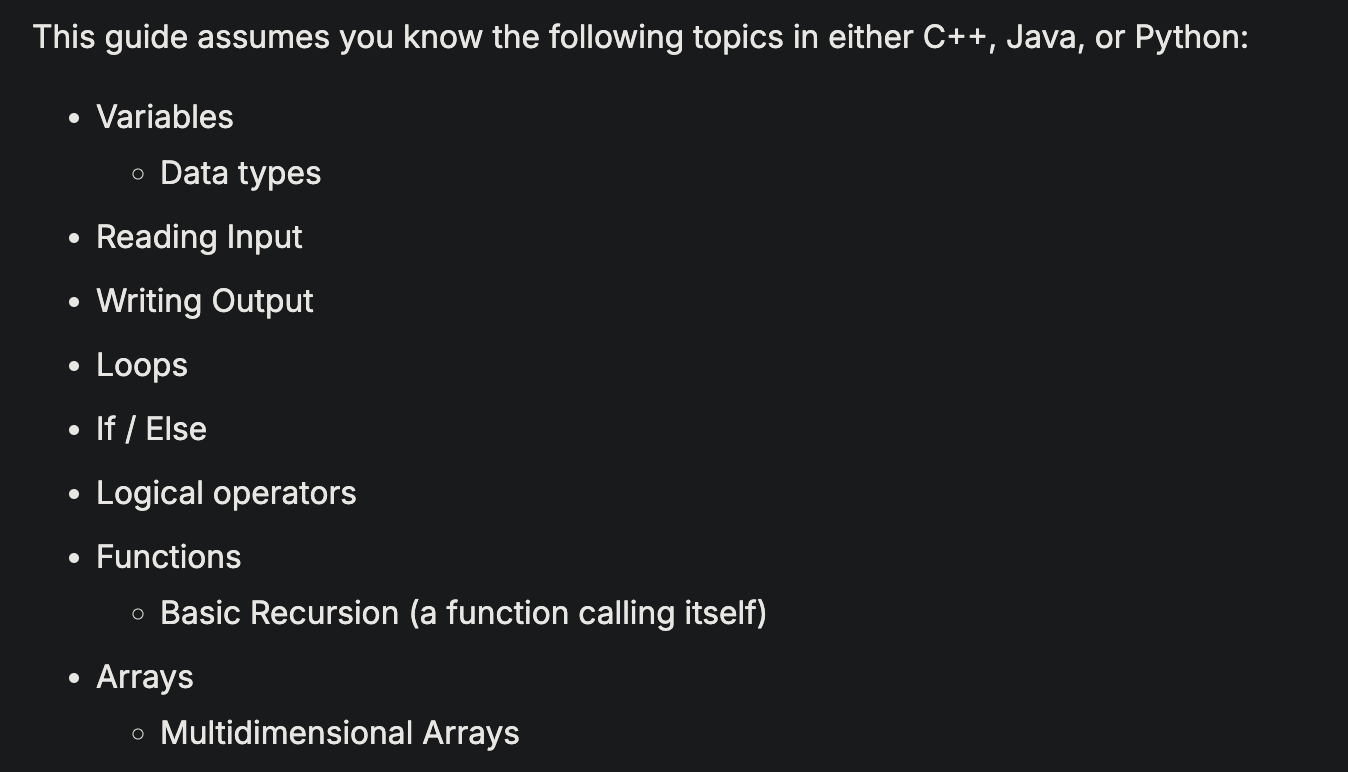 This guide assumes you know the following topics in either C++, Java, or Python:
• Variables
◦ Data types
• Reading Input
• Writing Output
• Loops
• If / Else
• Logical operators
• Functions
◦ Basic Recursion (a function calling itself)
• Arrays
◦ Multidimensional Arrays